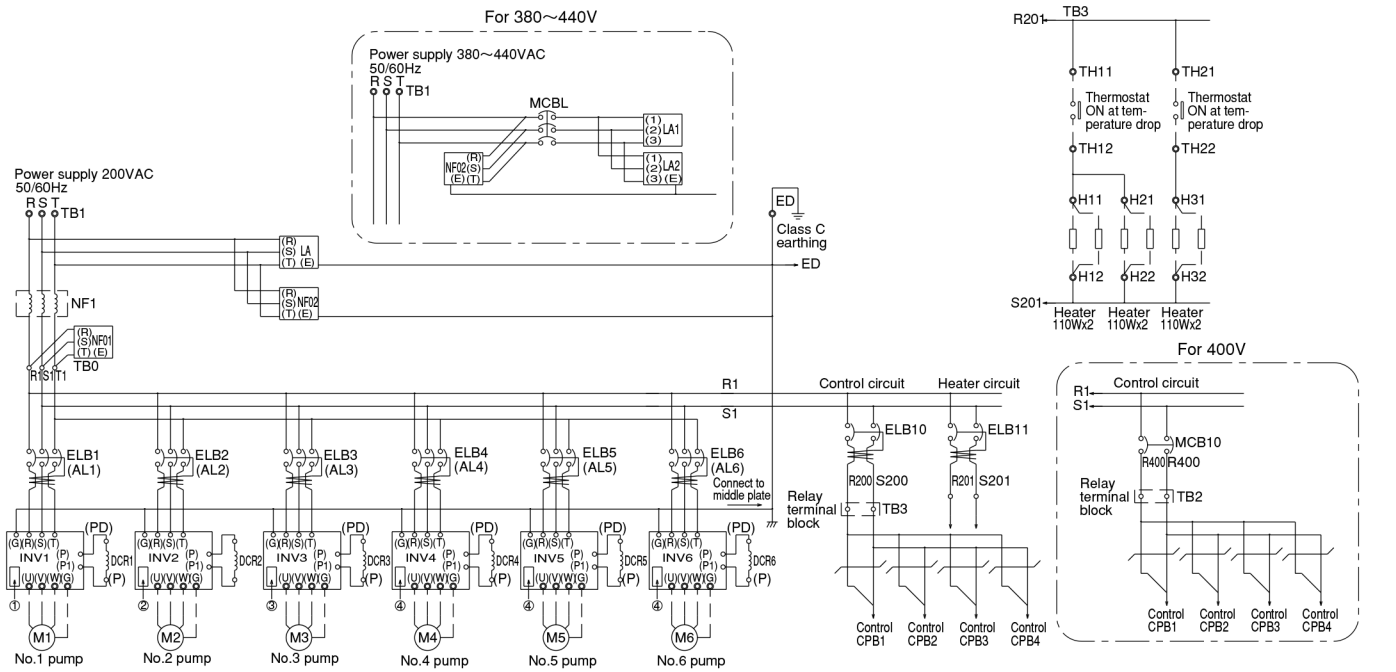 For 380～440V
Power supply 380～440VAC
50/60Hz
R S T
TB1
MCBL
(1)
(2) LA1
(3)
(R)
NF02 (S)
(E) (T)
(1)
(2) LA2
(3) (E)
Power supply 200VAC
50/60Hz
R S T
TB1
(R)
(S) LA
(T) (E)
(R)
(S) NF02
(T) (E)
NF1
(R)
(S) NF01
(T) (E)
TB0
R1 S1 T1
ED
Class C
earthing
ED
R201
TB3
TH11
TH21
Thermostat
ON at tem-
perature drop
Thermostat
ON at tem-
perature drop
TH12
TH22
H11
H21
H31
H12
H22
H32
S201
Heater
110Wx2
Heater
110Wx2
Heater
110Wx2
R1
S1
Control circuit
Heater circuit
ELB10
ELB11
R200
S200
R201
S201
Relay
terminal
block
TB3
Control
CPB1
Control
CPB2
Control
CPB3
Control
CPB4
For 400V
R1
S1
Control circuit
MCB10
R400
R400
Relay
terminal
block
TB2
Control
CPB1
Control
CPB2
Control
CPB3
Control
CPB4
ELB1
(AL1)
ELB2
(AL2)
ELB3
(AL3)
ELB4
(AL4)
ELB5
(AL5)
ELB6
(AL6)
Connect to
middle plate
(G)(R)(S)(T)
INV1
(P)
(P1)
(U)(V)(W)(G)
(PD)
DCR1
(P)
①
M1
No.1 pump
(G)(R)(S)(T)
INV2
(P)
(P1)
(U)(V)(W)(G)
DCR2
②
M2
No.2 pump
(G)(R)(S)(T)
INV3
(P)
(P1)
(U)(V)(W)(G)
(PD)
DCR3
(P)
③
M3
No.3 pump
(G)(R)(S)(T)
INV4
(P)
(P1)
(U)(V)(W)(G)
(PD)
DCR4
(P)
④
M4
No.4 pump
(G)(R)(S)(T)
INV5
(P)
(P1)
(U)(V)(W)(G)
(PD)
DCR5
(P)
④
M5
No.5 pump
(G)(R)(S)(T)
INV6
(P)
(P1)
(U)(V)(W)(G)
(PD)
DCR6
(P)
④
M6
No.6 pump